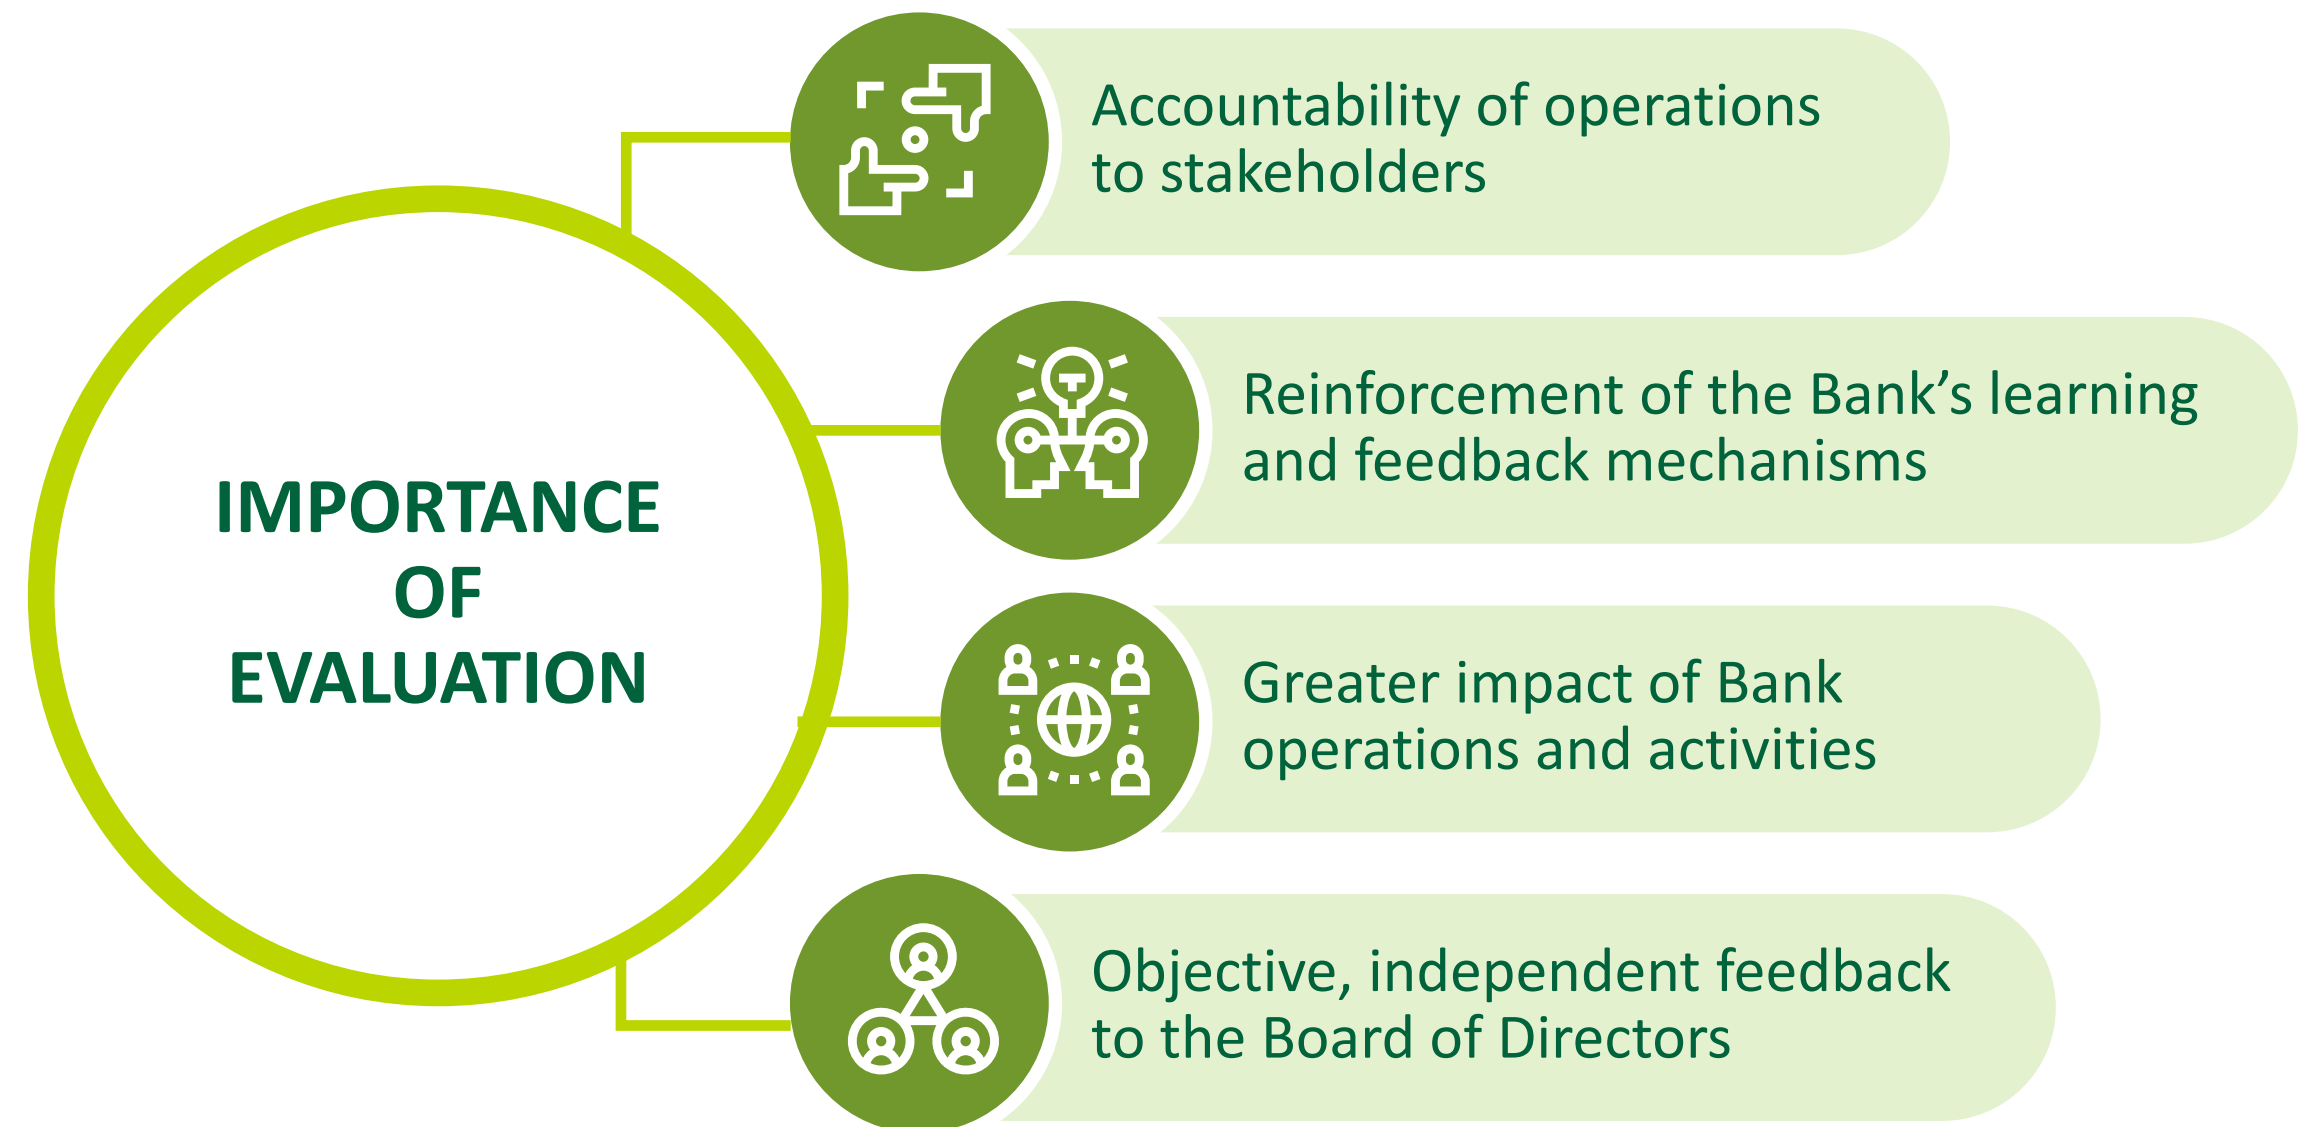 IMPORTANCE
OF
EVALUATION
Accountability of operations
to stakeholders
Reinforcement of the Bank’s learning
and feedback mechanisms
Greater impact of Bank
operations and activities
Objective, independent feedback
to the Board of Directors